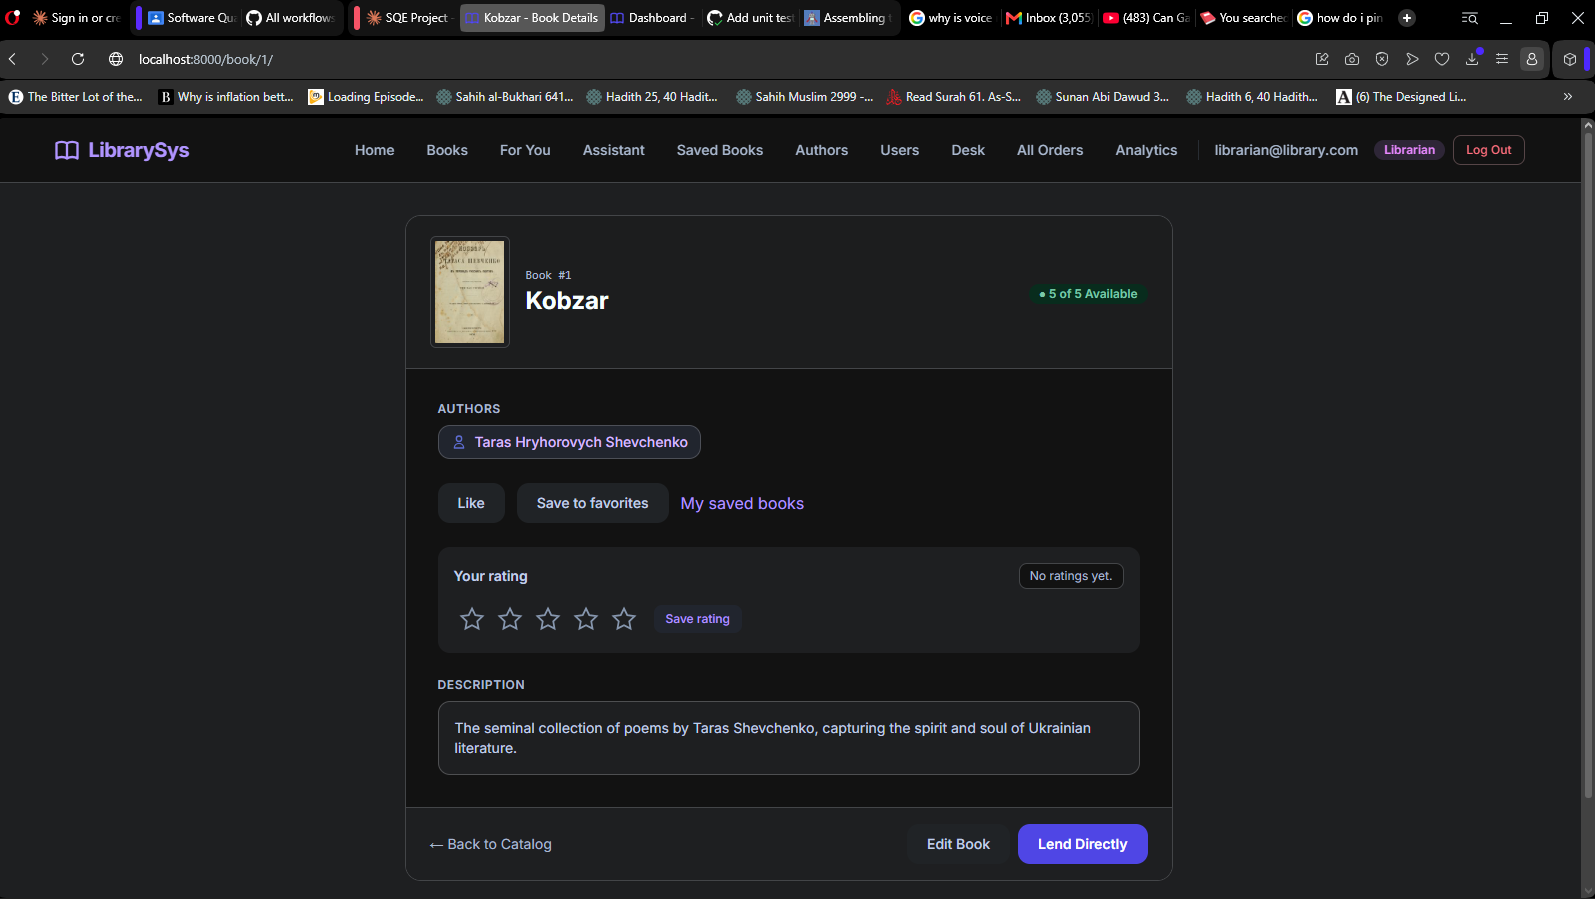 Sign in or cre
Software Qua
All workflows
SQE Project -
Kobzar - Book Details
Dashboard -
Add unit test
Assembling t
why is voice
Inbox (3,055)
(483) Can Ga
You searched
how do i pin
localhost:8000/book/1/
The Bitter Lot of the...
Why is inflation bett...
Loading Episode...
Sahih al-Bukhari 641...
Hadith 25, 40 Hadit...
Sahih Muslim 2999 -...
Read Surah 61. As-S...
Sunan Abi Dawud 3...
Hadith 6, 40 Hadith...
(6) The Designed Li...
LibrarySys
Home
Books
For You
Assistant
Saved Books
Authors
Users
Desk
All Orders
Analytics
librarian@library.com
Librarian
Log Out
Book #1
Kobzar
● 5 of 5 Available
AUTHORS
Taras Hryhorovych Shevchenko
Like
Save to favorites
My saved books
Your rating
No ratings yet.
Save rating
DESCRIPTION
The seminal collection of poems by Taras Shevchenko, capturing the spirit and soul of Ukrainian
literature.
← Back to Catalog
Edit Book
Lend Directly